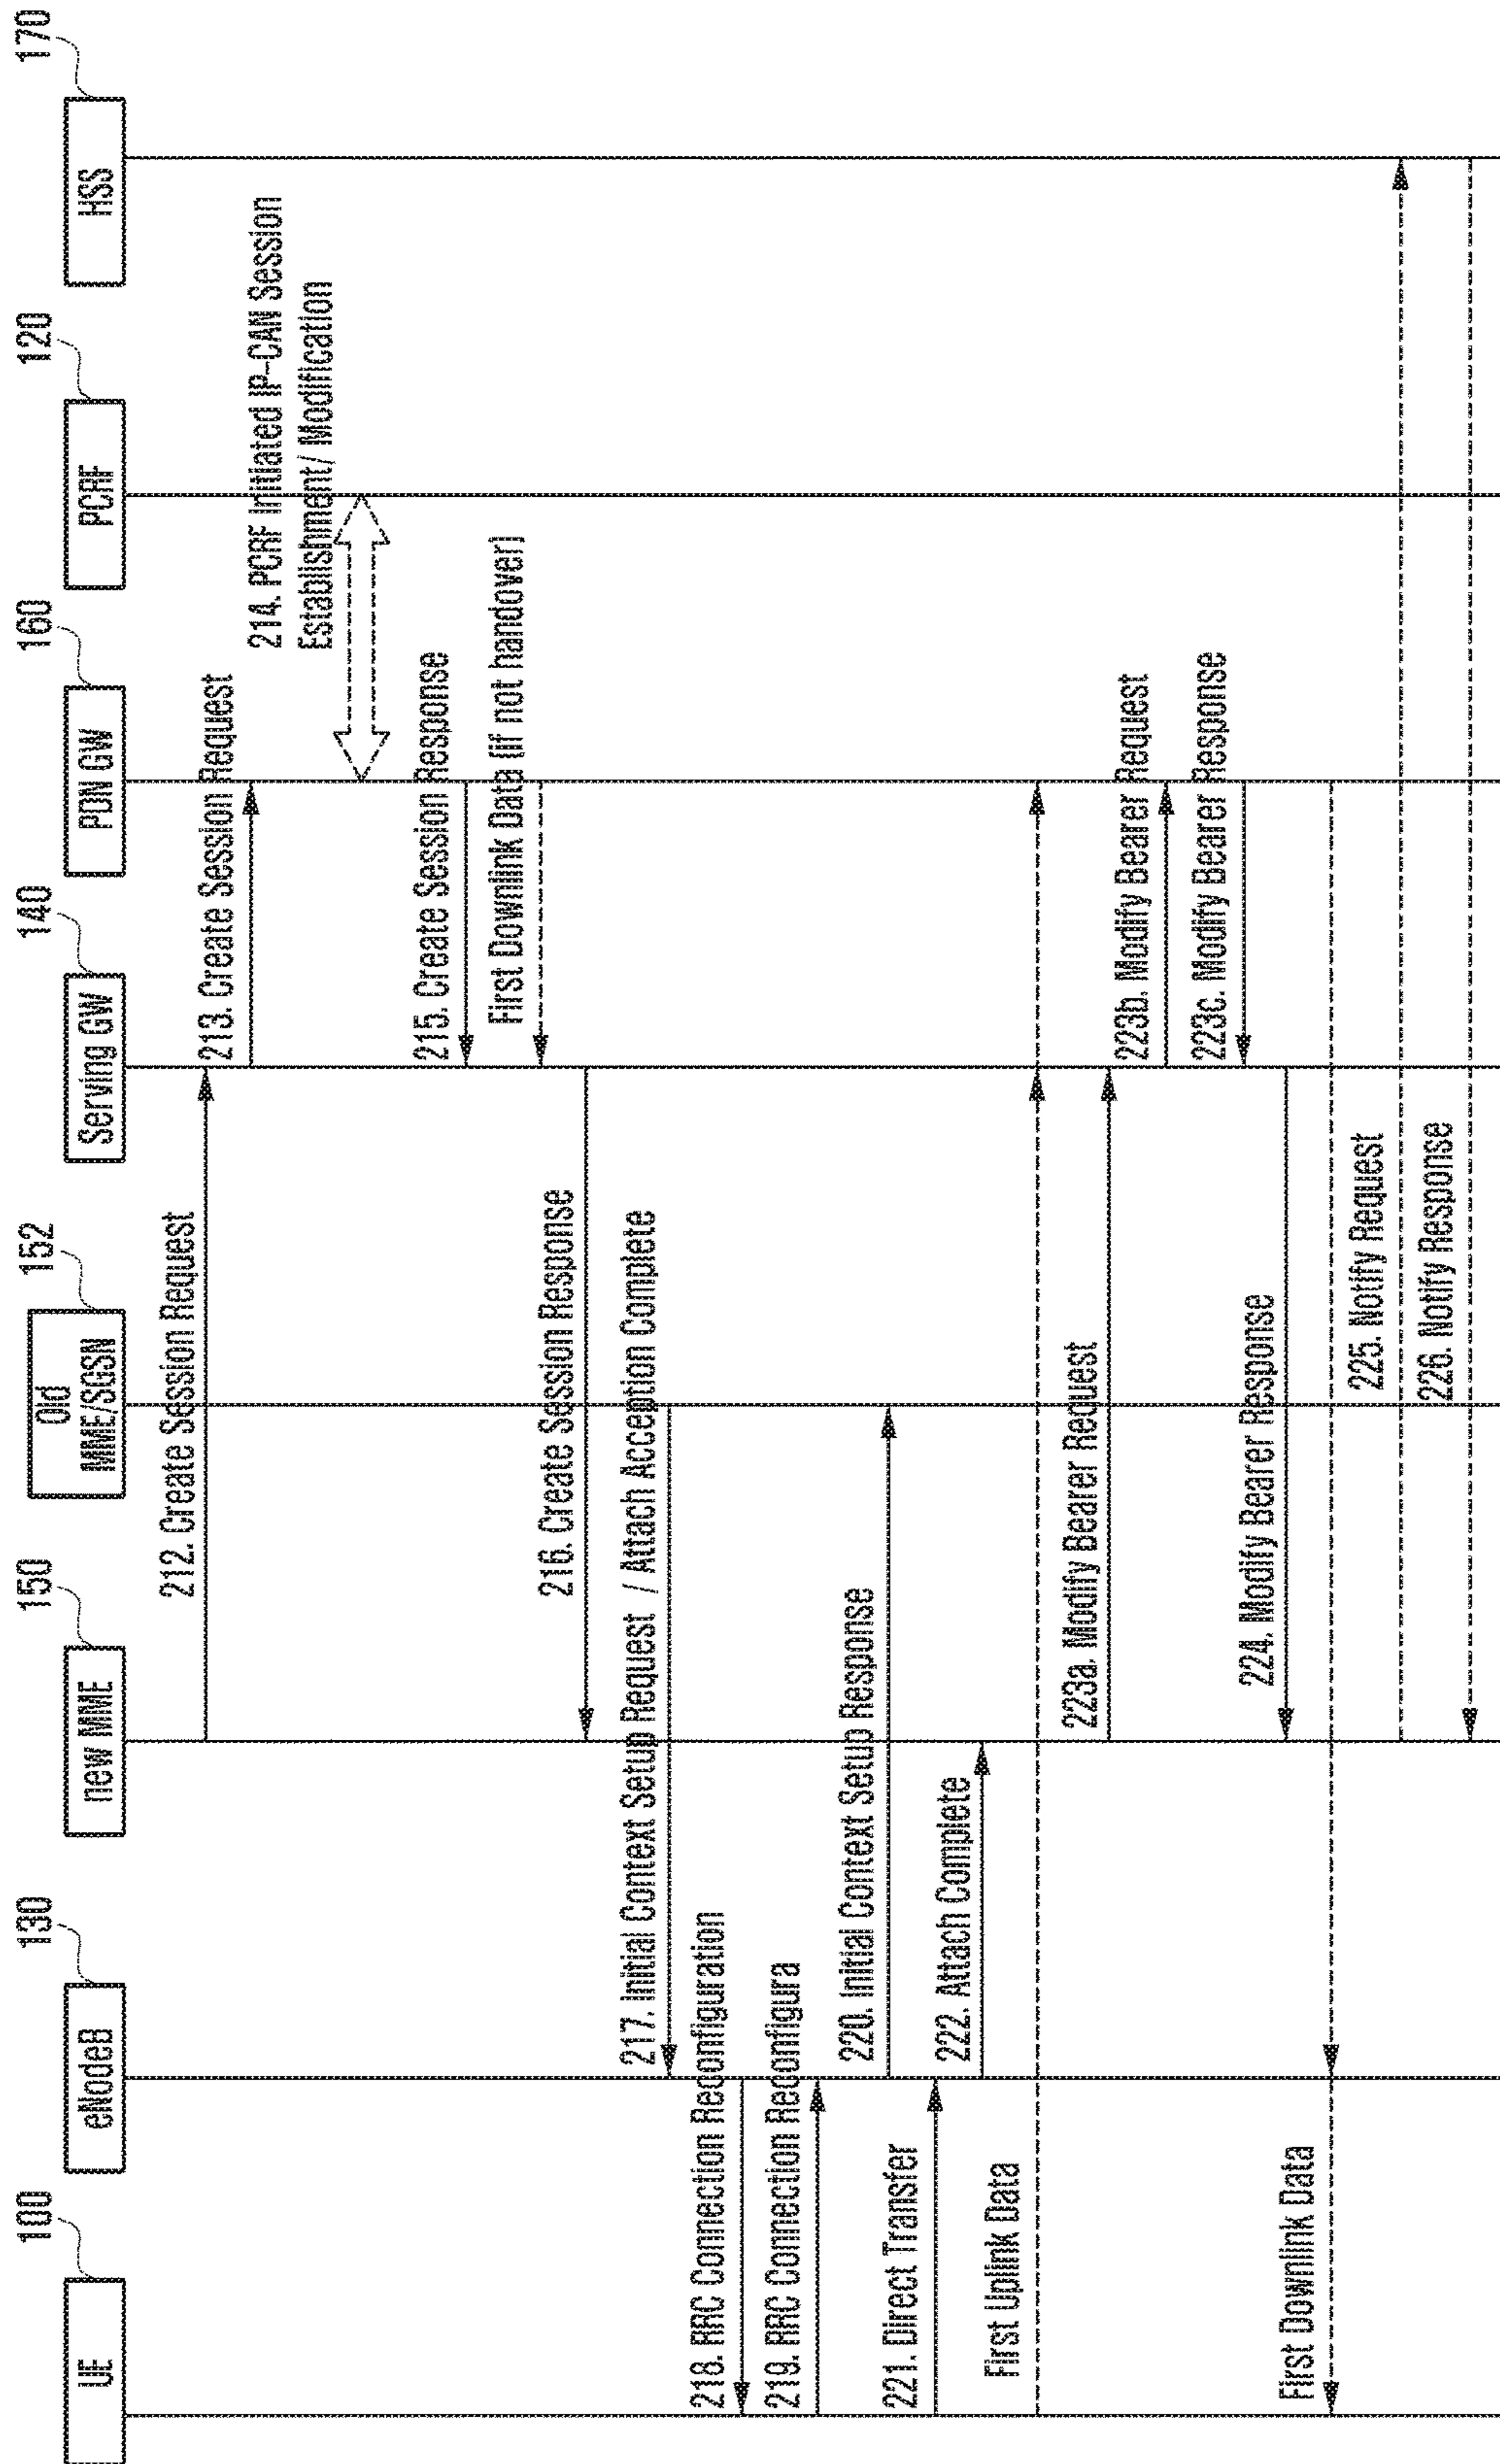 100
130
150
152
140
160
120
170
UE
eNodeB
new MME
Old
MME/SGSN
Serving GW
PDN GW
PCRF
HSS
212. Create Session Request
213. Create Session Request
214. PCRF Initiated IP-CAN Session
Establishment/ Modification
215. Create Session Response
First Downlink Data (if not handover)
216. Create Session Response
217. Initial Context Setup Request / Attach Acception Complete
218. RRC Connection Reconfiguration
219. RRC Connection Reconfigura
220. Initial Context Setup Response
221. Direct Transfer
222. Attach Complete
First Uplink Data
223a. Modify Bearer Request
223b. Modify Bearer Request
223c. Modify Bearer Response
224. Modify Bearer Response
First Downlink Data
225. Notify Request
226. Notify Response